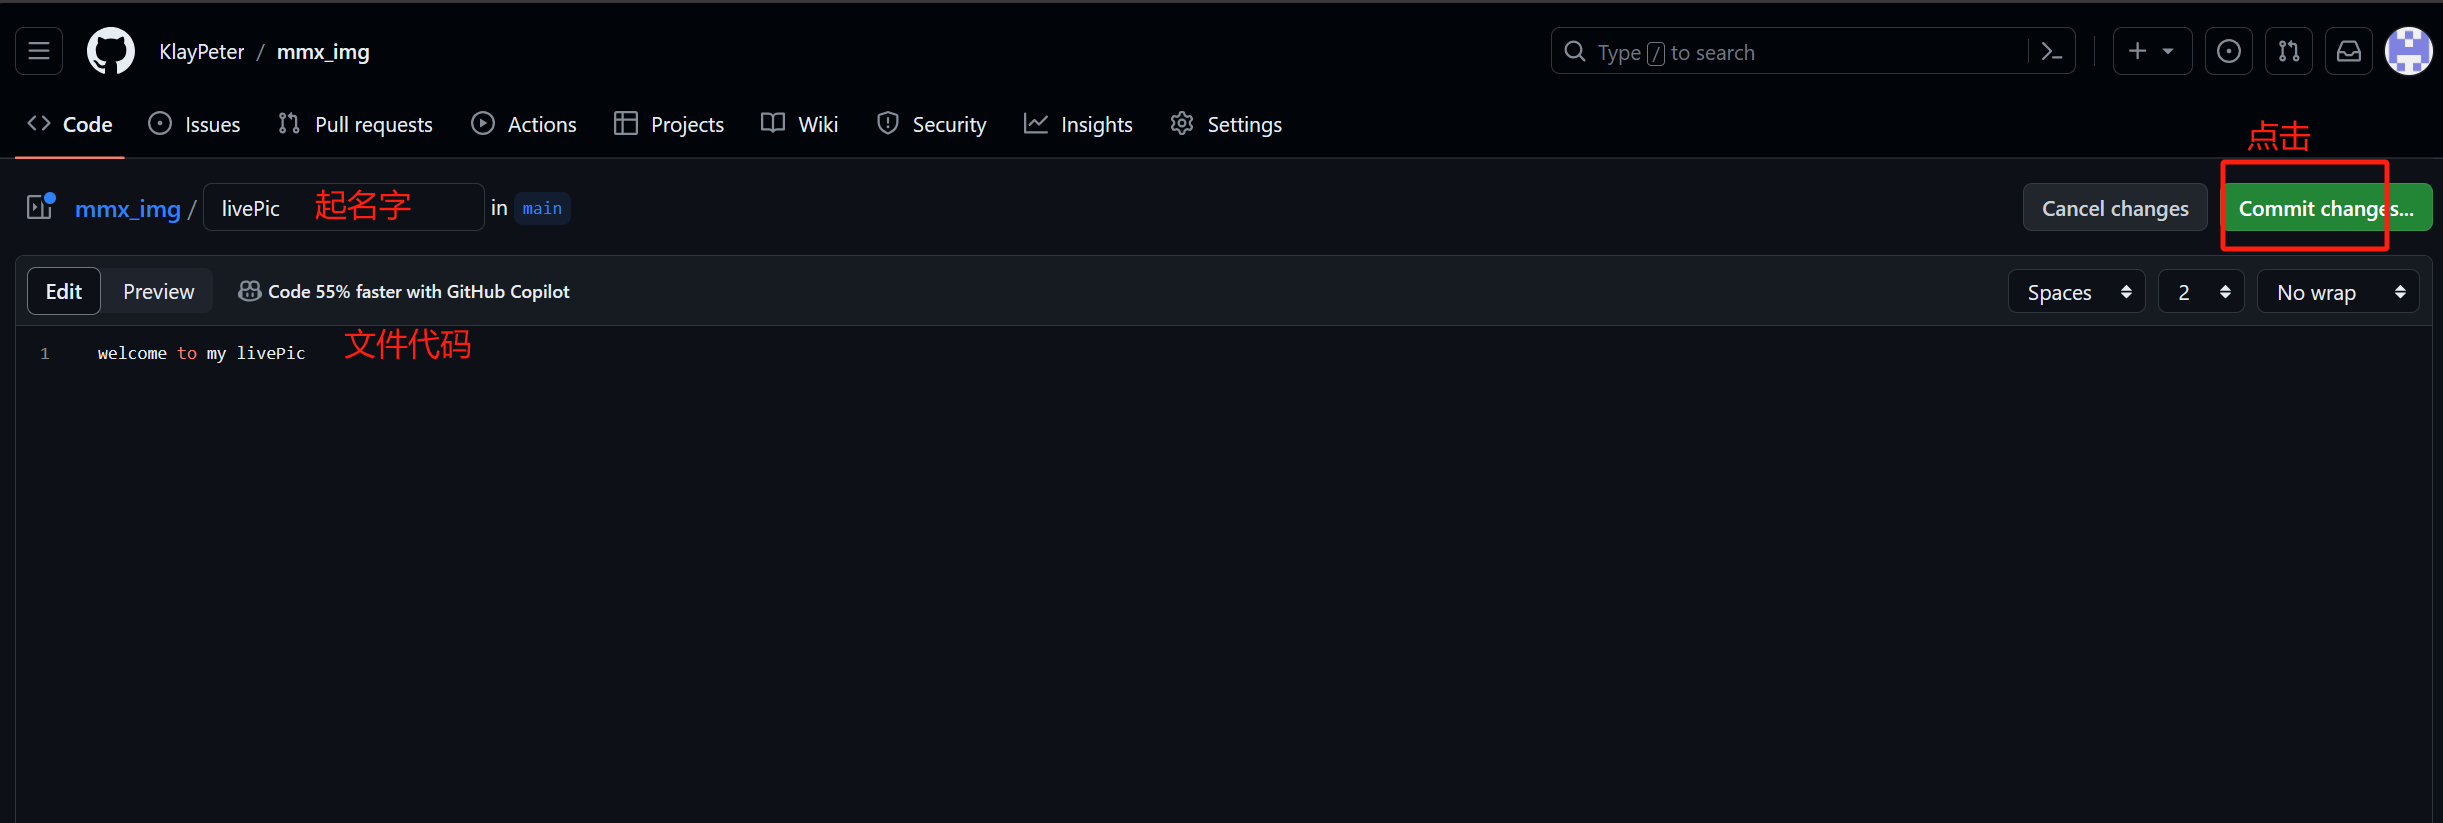 KlayPeter / mmx_img
Type / to search
Code Issues Pull requests Actions Projects Wiki Security Insights Settings
点击
mmx_img / livePic 起名字 in main
Cancel changes Commit changes...
Edit Preview Code 55% faster with GitHub Copilot
Spaces 2 No wrap
1 welcome to my livePic 文件代码